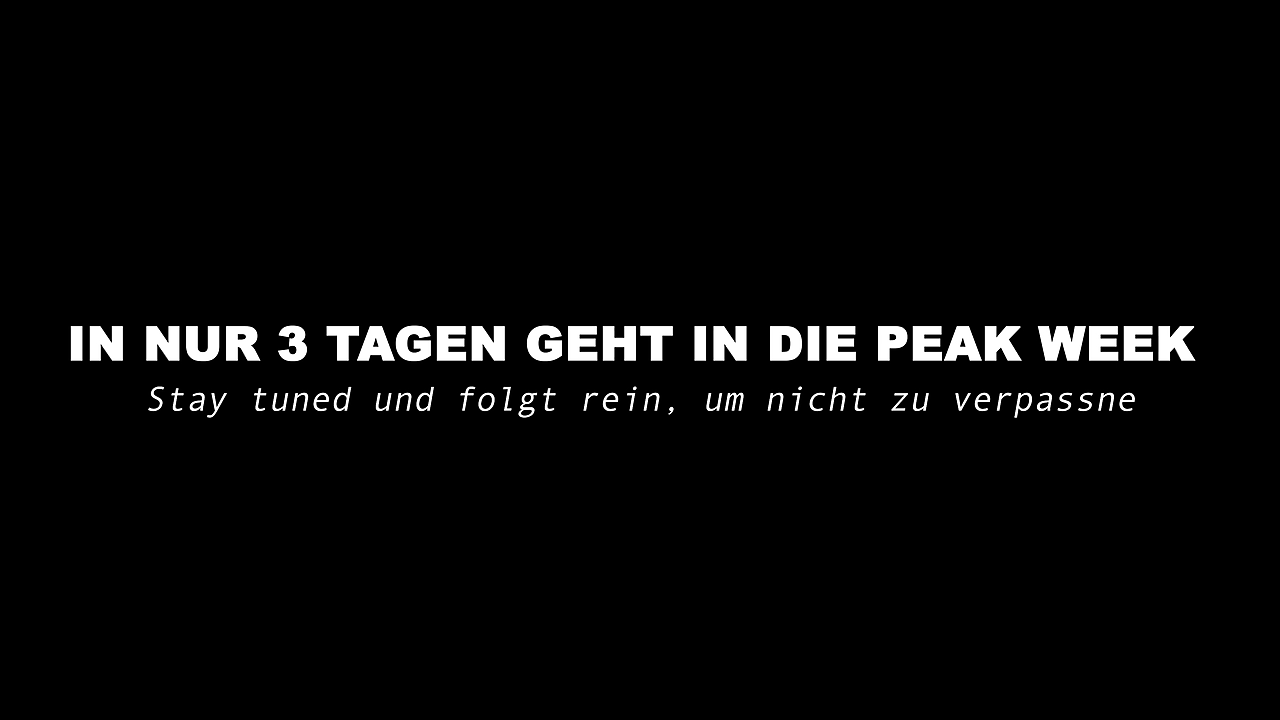 IN NUR 3 TAGEN GEHT IN DIE PEAK WEEK
Stay tuned und folgt rein, um nicht zu verpassne